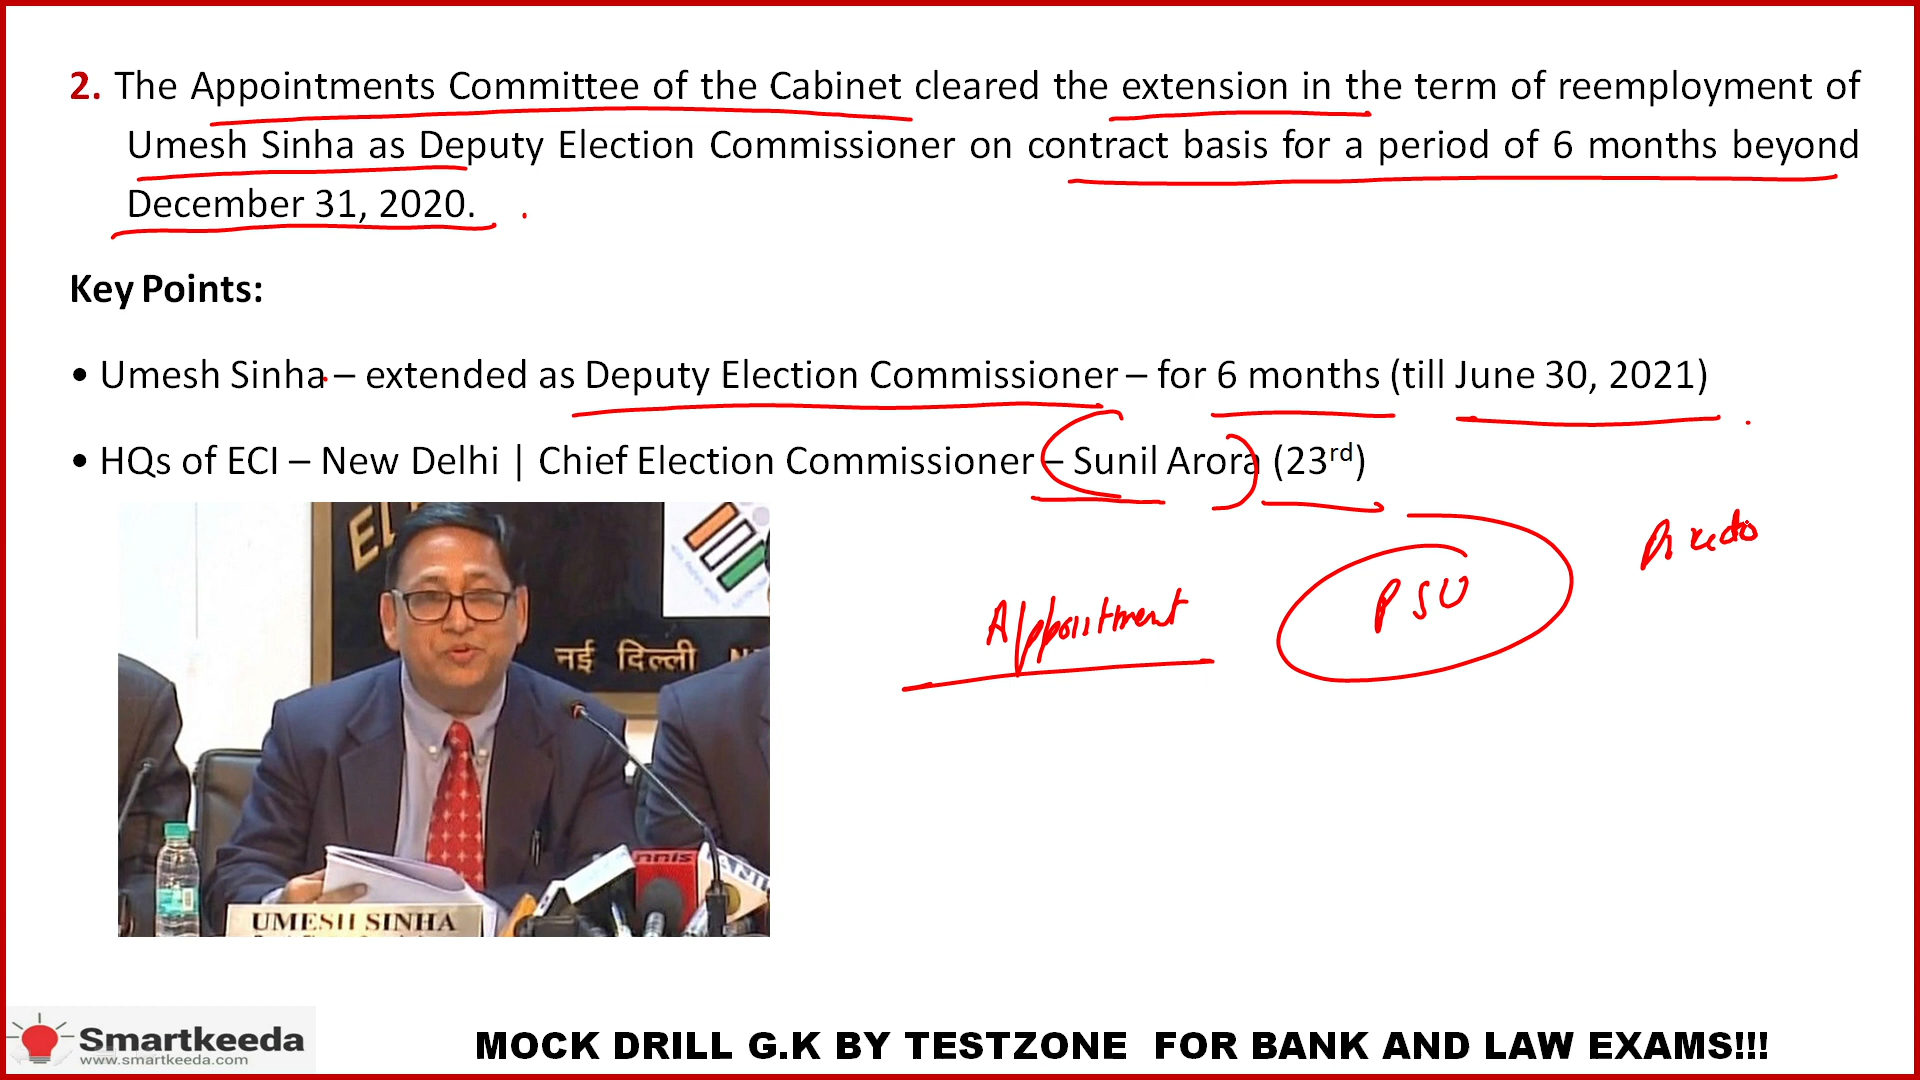 2. The Appointments Committee of the Cabinet cleared the extension in the term of reemployment of
Umesh Sinha as Deputy Election Commissioner on contract basis for a period of 6 months beyond
December 31, 2020.
Key Points:
• Umesh Sinha – extended as Deputy Election Commissioner – for 6 months (till June 30, 2021)
• HQs of ECI – New Delhi | Chief Election Commissioner – Sunil Arora (23rd)
Appointment
PSU
नई दिल्ली
UMESH SINHA
Smartkeeda
www.smartkeeda.com
MOCK DRILL G.K BY TESTZONE FOR BANK AND LAW EXAMS!!!